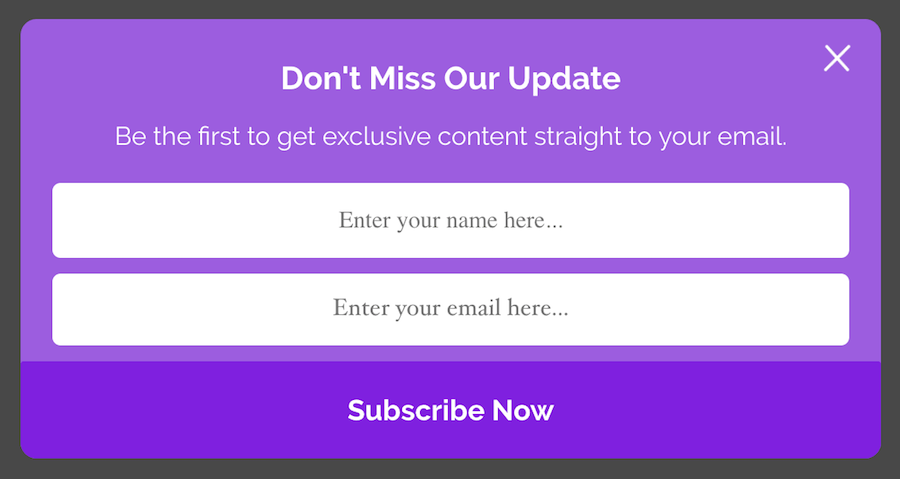 Don't Miss Our Update
Be the first to get exclusive content straight to your email.
Enter your name here...
Enter your email here...
Subscribe Now